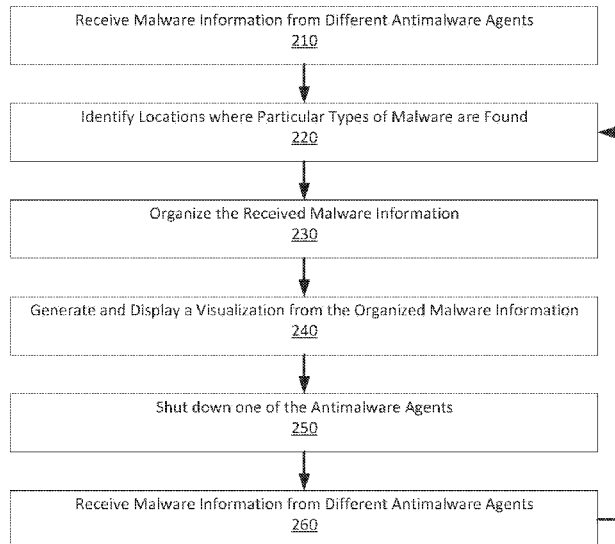 Receive Malware Information from Different Antimalware Agents
210
Identify Locations where Particular Types of Malware are Found
220
Organize the Received Malware Information
230
Generate and Display a Visualization from the Organized Malware Information
240
Shut down one of the Antimalware Agents
250
Receive Malware Information from Different Antimalware Agents
260